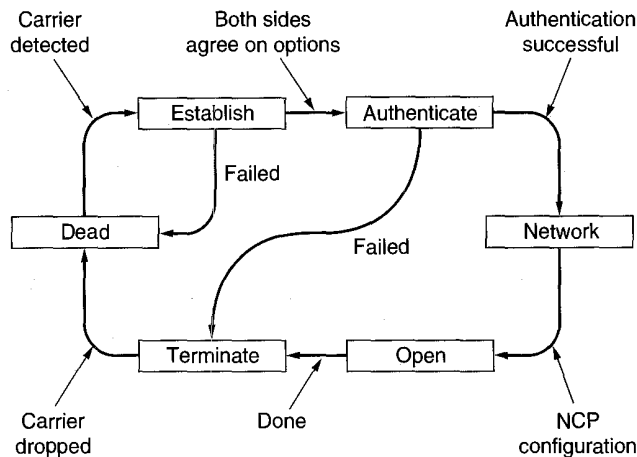 Carrier
detected
Both sides
agree on options
Authentication
successful
Establish
Authenticate
Failed
Dead
Failed
Network
Terminate
Open
Carrier
dropped
Done
NCP
configuration